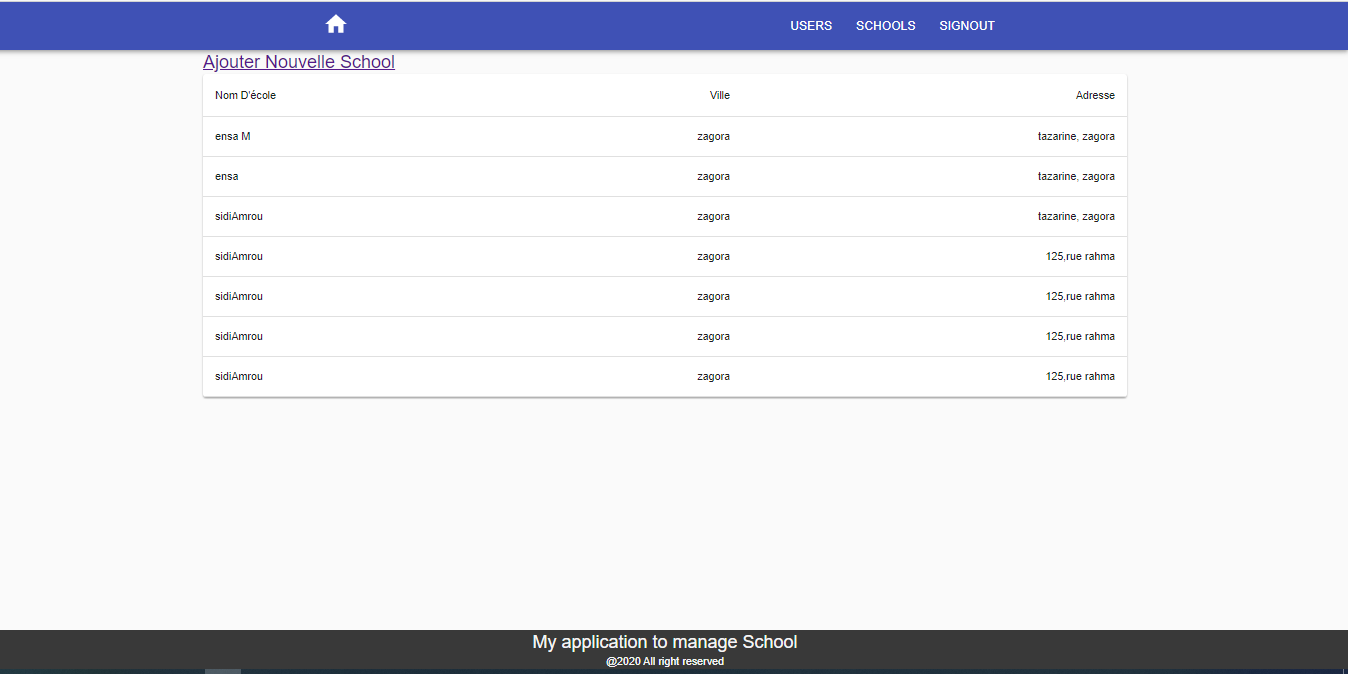 USERS SCHOOLS SIGNOUT
Ajouter Nouvelle School
Nom D'école Ville Adresse
ensa M zagora tazarine, zagora
ensa zagora tazarine, zagora
sidiAmrou zagora tazarine, zagora
sidiAmrou zagora 125,rue rahma
sidiAmrou zagora 125,rue rahma
sidiAmrou zagora 125,rue rahma
sidiAmrou zagora 125,rue rahma
My application to manage School
@2020 All right reserved